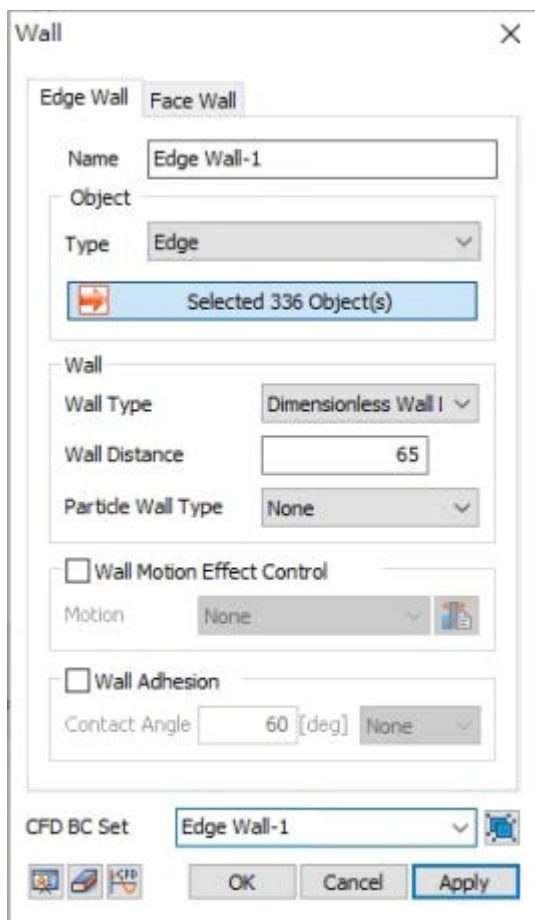 Wall
Edge Wall Face Wall
Name Edge Wall-1
Object
Type Edge
Selected 336 Object(s)
Wall
Wall Type Dimensionless Wall
Wall Distance 65
Particle Wall Type None
Wall Motion Effect Control
Motion None
Wall Adhesion
Contact Angle 60 [deg] None
CFD BC Set Edge Wall-1
CFD
OK Cancel Apply